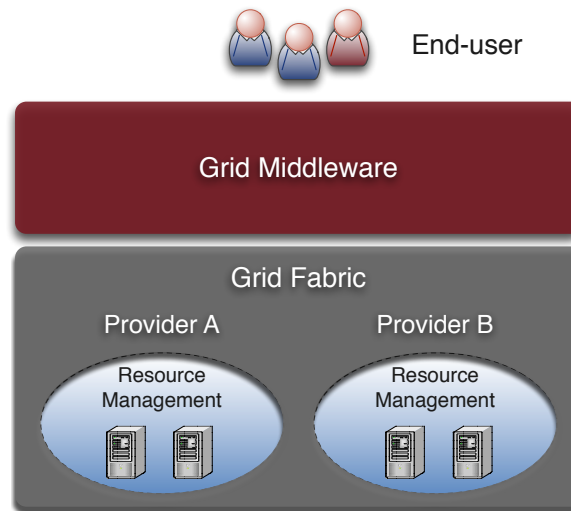 End-user
Grid Middleware
Grid Fabric
Provider A
Provider B
Resource
Management
Resource
Management